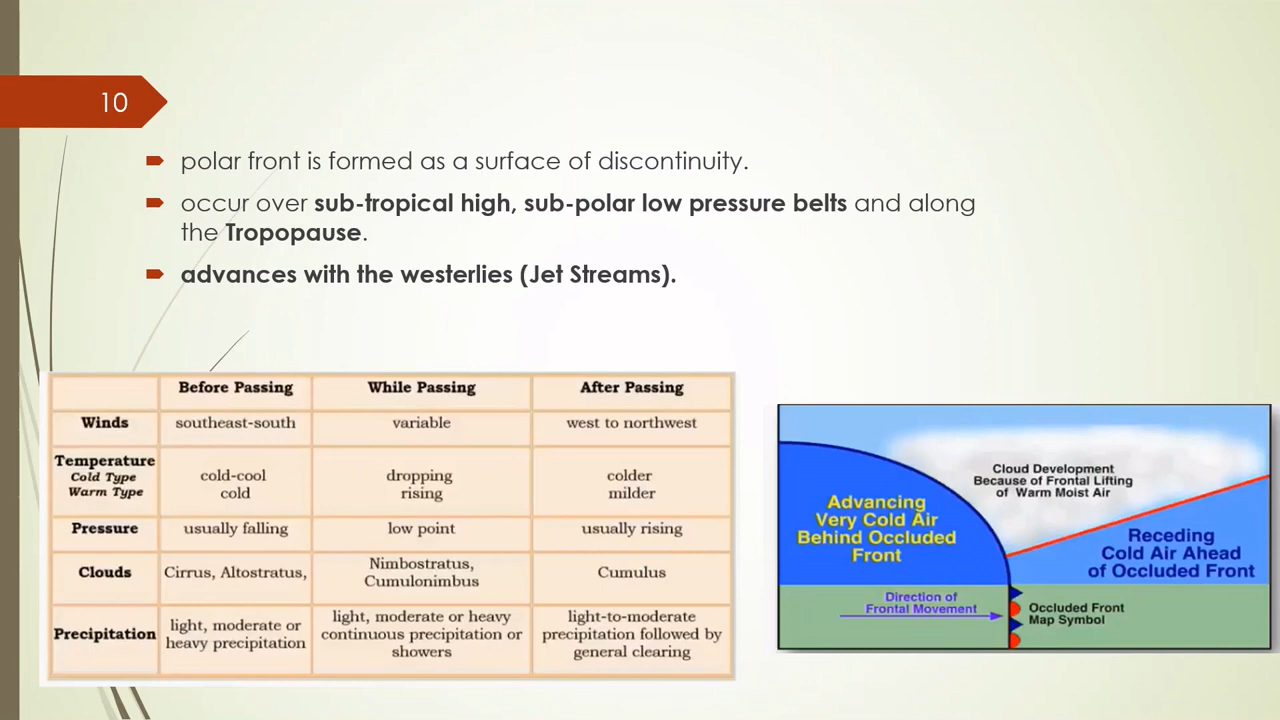 10
polar front is formed as a surface of discontinuity.
occur over sub-tropical high, sub-polar low pressure belts and along
the Tropopause.
advances with the westerlies (Jet Streams).
Before Passing While Passing After Passing
Winds southeast-south variable west to northwest
Temperature
Cold Type cold-cool dropping colder
Warm Type cold rising milder
Pressure usually falling low point usually rising
Clouds Cirrus, Altostratus, Nimbostratus, Cumulonimbus Cumulus
Precipitation light, moderate or heavy precipitation light, moderate or heavy continuous precipitation or showers light-to-moderate precipitation followed by general clearing
Cloud Development
Because of Frontal Lifting
of Warm Moist Air
Advancing
Very Cold Air
Behind Occluded
Front
Receding
Cold Air Ahead
of Occluded Front
Direction of
Frontal Movement
Occluded Front
Map Symbol